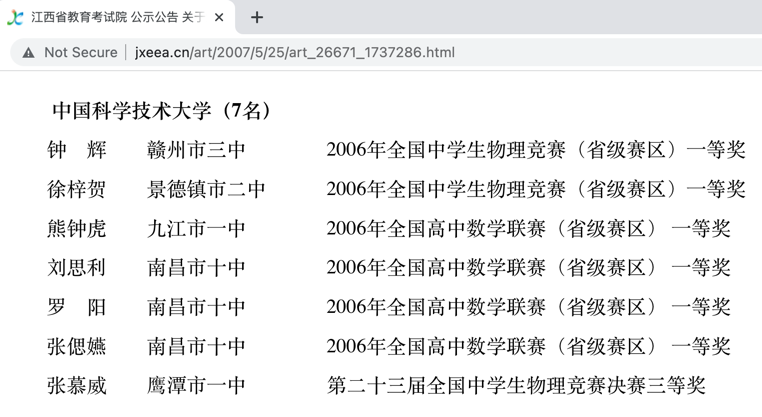 江西省教育考试院 公示公告 关于
Not Secure | jxeea.cn/art/2007/5/25/art_26671_1737286.html
中国科学技术大学（7名）
钟　辉　　赣州市三中　　2006年全国中学生物理竞赛（省级赛区）一等奖
徐梓贺　　景德镇市二中　　2006年全国中学生物理竞赛（省级赛区）一等奖
熊钟虎　　九江市一中　　2006年全国高中数学联赛（省级赛区） 一等奖
刘思利　　南昌市十中　　2006年全国高中数学联赛（省级赛区） 一等奖
罗　阳　　南昌市十中　　2006年全国高中数学联赛（省级赛区） 一等奖
张偲嬿　　南昌市十中　　2006年全国高中数学联赛（省级赛区） 一等奖
张慕威　　鹰潭市一中　　第二十三届全国中学生物理竞赛决赛三等奖